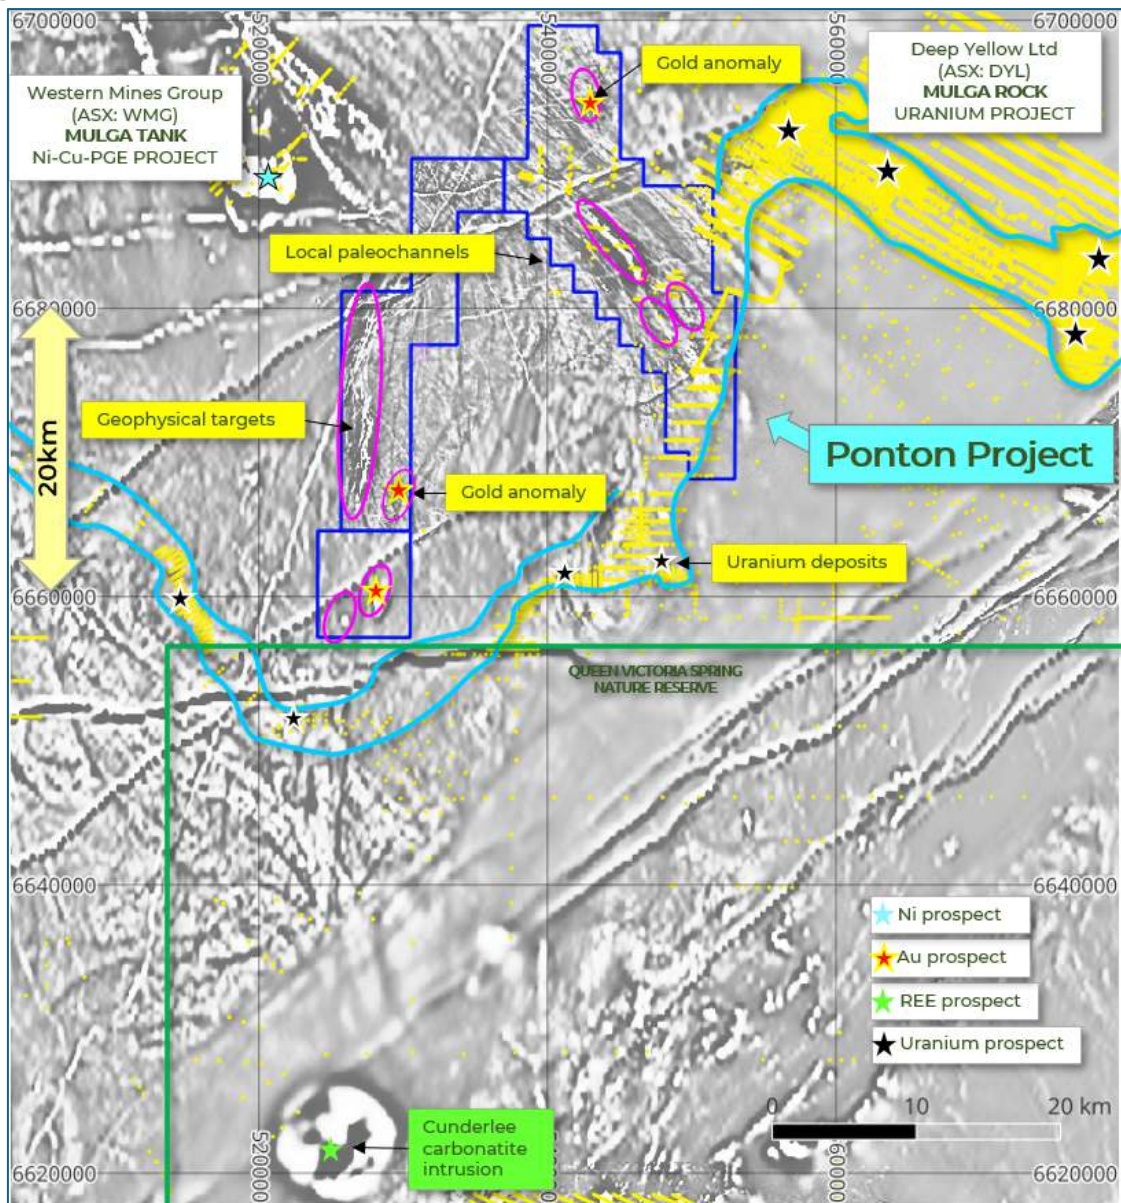 6700000
520000
540000
560000
6700000
Western Mines Group
(ASX: WMG)
MULGA TANK
Ni-Cu-PGE PROJECT
Gold anomaly
Deep Yellow Ltd
(ASX: DYL)
MULGA ROCK
URANIUM PROJECT
Local paleochannels
6680000
6680000
20km
Geophysical targets
Ponton Project
Gold anomaly
Uranium deposits
6660000
6660000
QUEEN VICTORIA SPRING
NATURE RESERVE
6640000
6640000
Ni prospect
Au prospect
REE prospect
Uranium prospect
0
10
20 km
Cunderlee
carbonatite
intrusion
520000
6620000
6620000